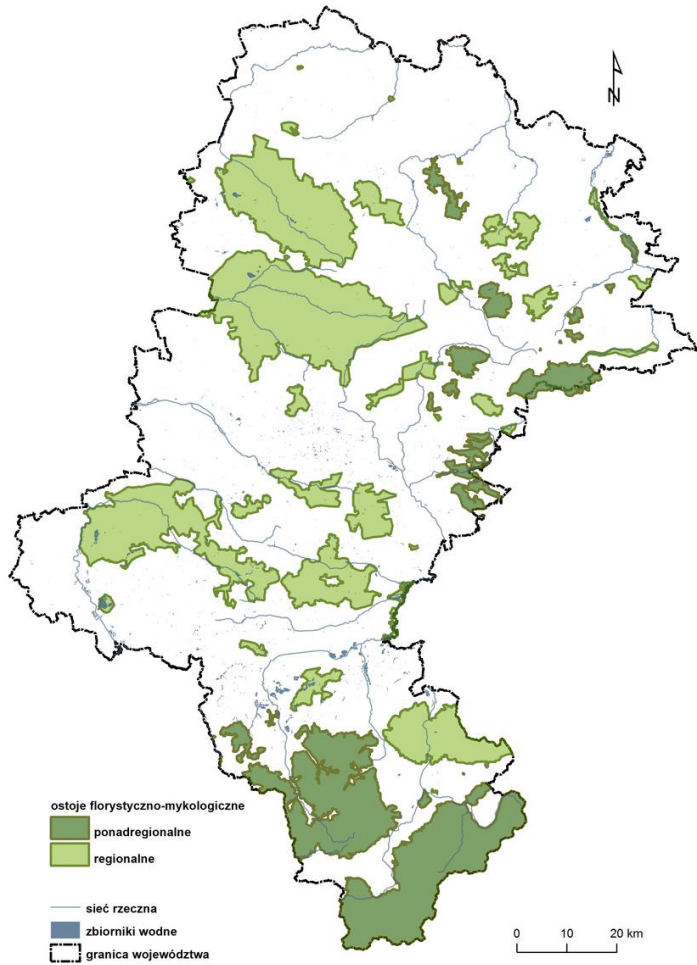 N
ostoje florystyczno-mykologiczne
ponadregionalne
regionalne
sieć rzeczna
zbiorniki wodne
granica województwa
0 10 20 km